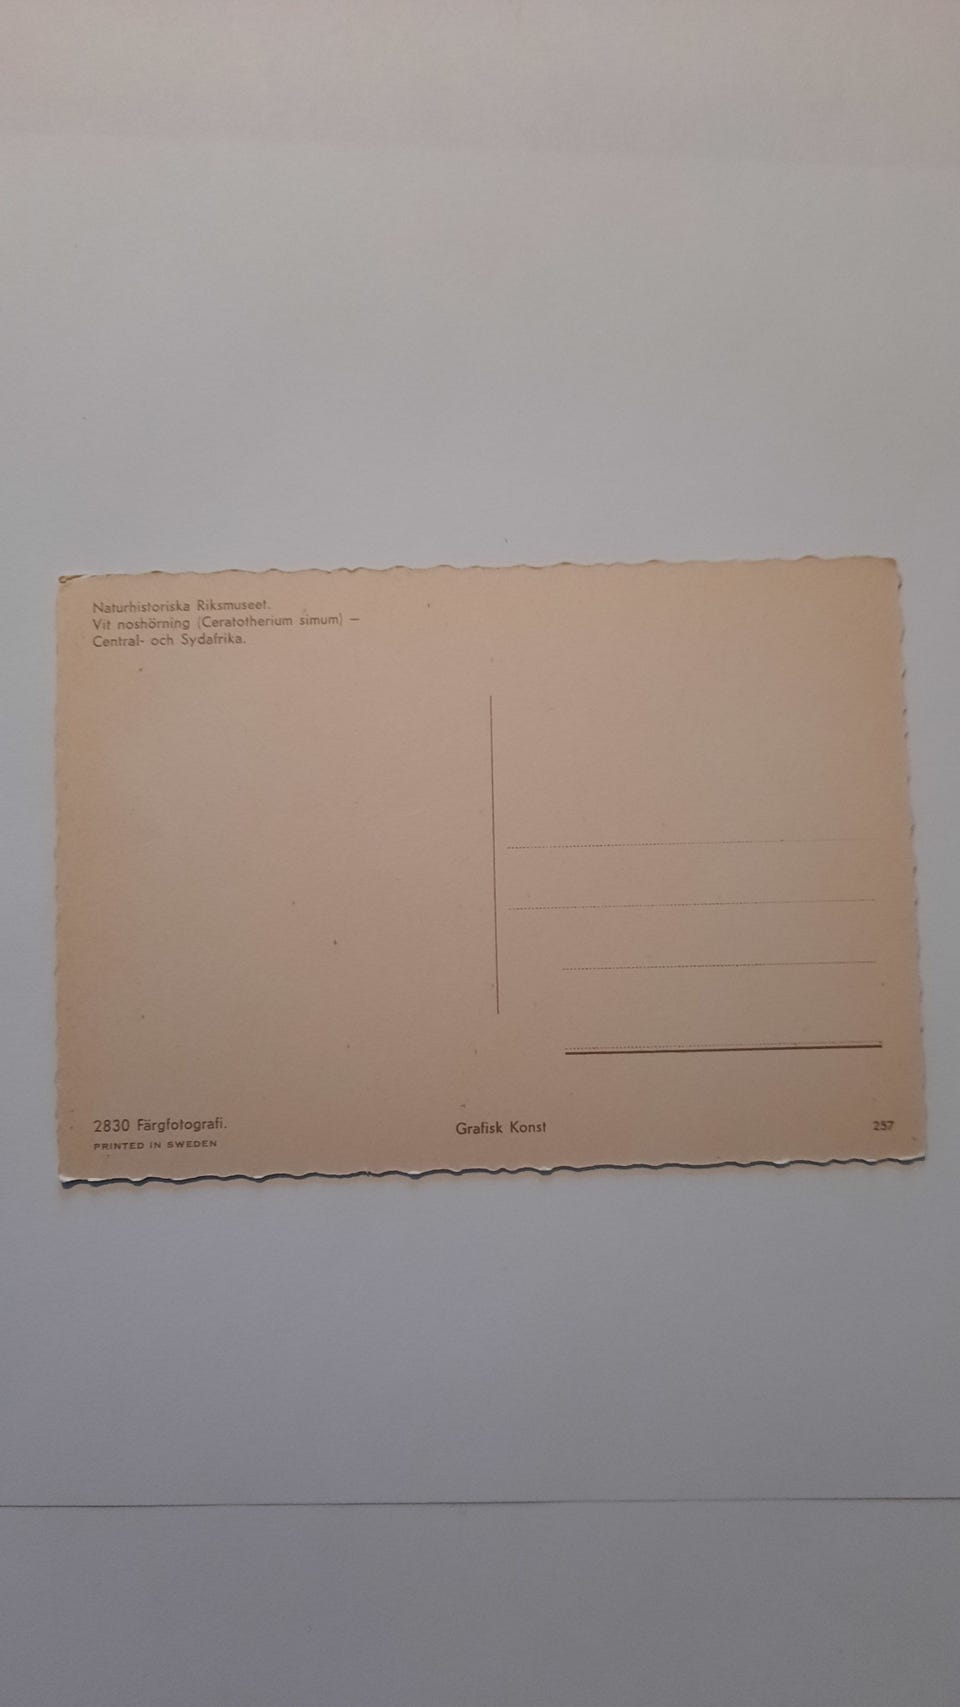 Naturhistoriska Riksmuseet.
Vit noshörning (Ceratotherium simum) –
Central- och Sydafrika.
2830 Färgfotografi.
PRINTED IN SWEDEN
Grafisk Konst
257